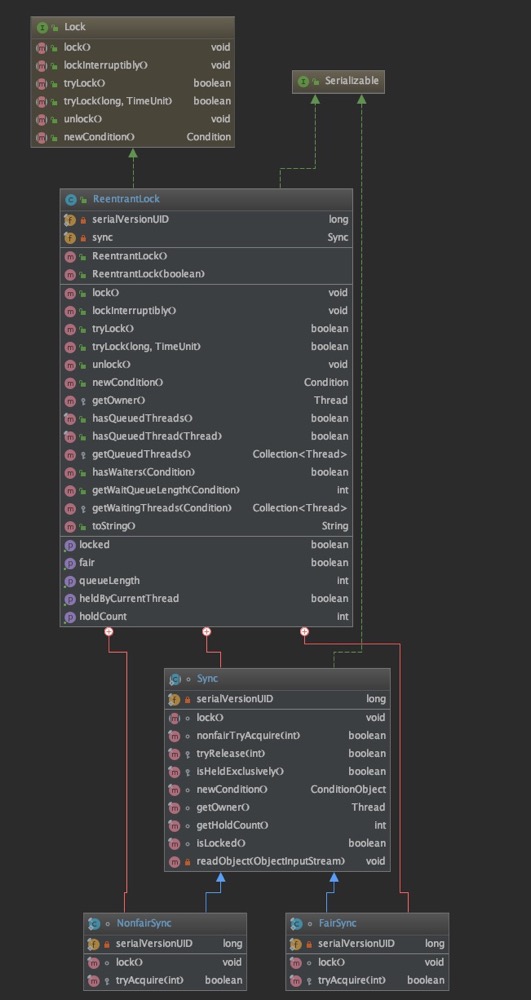 Lock
lock() void
lockInterruptibly() void
tryLock() boolean
tryLock(long, TimeUnit) boolean
unlock() void
newCondition() Condition
Serializable
ReentrantLock
serialVersionUID long
sync Sync
ReentrantLock()
ReentrantLock(boolean)
lock() void
lockInterruptibly() void
tryLock() boolean
tryLock(long, TimeUnit) boolean
unlock() void
newCondition() Condition
getOwner() Thread
hasQueuedThreads() boolean
hasQueuedThread(Thread) boolean
getQueuedThreads() Collection<Thread>
hasWaiters(Condition) boolean
getWaitQueueLength(Condition) int
getWaitingThreads(Condition) Collection<Thread>
toString() String
locked boolean
fair boolean
queueLength int
heldByCurrentThread boolean
holdCount int
Sync
serialVersionUID long
lock() void
nonfairTryAcquire(int) boolean
tryRelease(int) boolean
isHeldExclusively() boolean
newCondition() ConditionObject
getOwner() Thread
getHoldCount() int
isLocked() boolean
readObject(ObjectInputStream) void
NonfairSync
serialVersionUID long
lock() void
tryAcquire(int) boolean
FairSync
serialVersionUID long
lock() void
tryAcquire(int) boolean